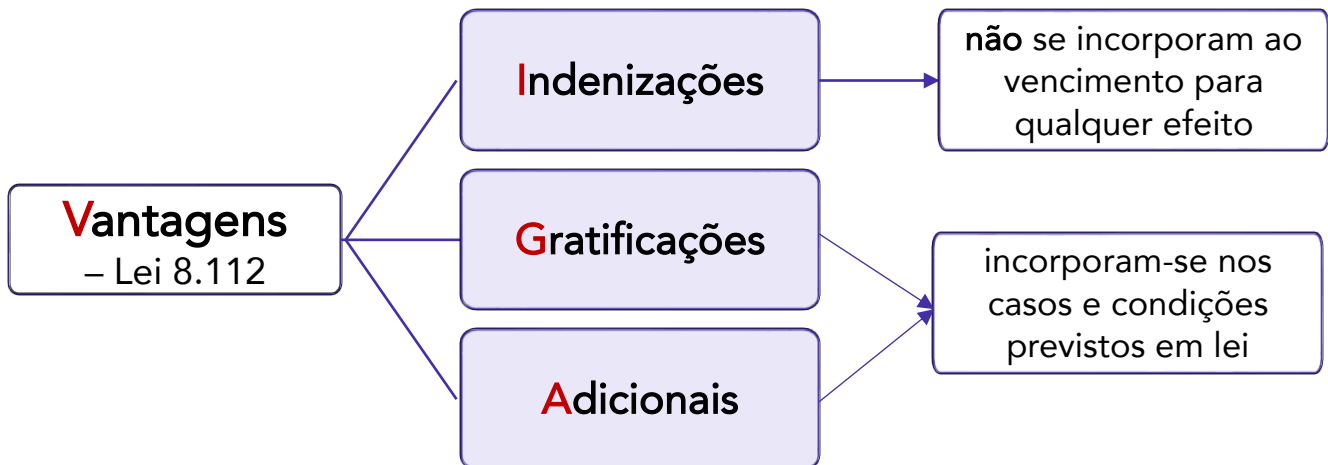 Vantagens
– Lei 8.112
Indenizações
não se incorporam ao
vencimento para
qualquer efeito
Gratificações
Adicionais
incorporam-se nos
casos e condições
previstos em lei